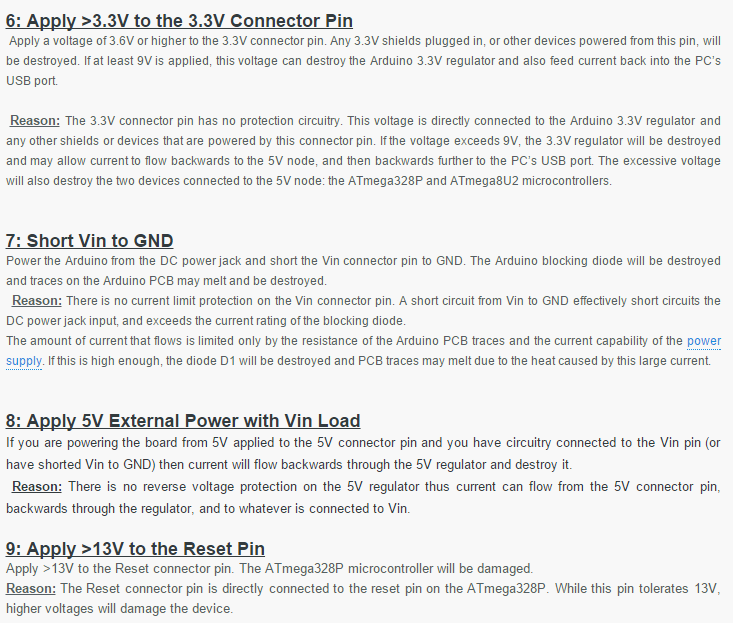 6: Apply >3.3V to the 3.3V Connector Pin
Apply a voltage of 3.6V or higher to the 3.3V connector pin. Any 3.3V shields plugged in, or other devices powered from this pin, will
be destroyed. If at least 9V is applied, this voltage can destroy the Arduino 3.3V regulator and also feed current back into the PC's
USB port.
Reason: The 3.3V connector pin has no protection circuitry. This voltage is directly connected to the Arduino 3.3V regulator and
any other shields or devices that are powered by this connector pin. If the voltage exceeds 9V, the 3.3V regulator will be destroyed
and may allow current to flow backwards to the 5V node, and then backwards further to the PC's USB port. The excessive voltage
will also destroy the two devices connected to the 5V node: the ATmega328P and ATmega8U2 microcontrollers.
7: Short Vin to GND
Power the Arduino from the DC power jack and short the Vin connector pin to GND. The Arduino blocking diode will be destroyed
and traces on the Arduino PCB may melt and be destroyed.
Reason: There is no current limit protection on the Vin connector pin. A short circuit from Vin to GND effectively short circuits the
DC power jack input, and exceeds the current rating of the blocking diode.
The amount of current that flows is limited only by the resistance of the Arduino PCB traces and the current capability of the power
supply. If this is high enough, the diode D1 will be destroyed and PCB traces may melt due to the heat caused by this large current.
8: Apply 5V External Power with Vin Load
If you are powering the board from 5V applied to the 5V connector pin and you have circuitry connected to the Vin pin (or
have shorted Vin to GND) then current will flow backwards through the 5V regulator and destroy it.
Reason: There is no reverse voltage protection on the 5V regulator thus current can flow from the 5V connector pin,
backwards through the regulator, and to whatever is connected to Vin.
9: Apply >13V to the Reset Pin
Apply >13V to the Reset connector pin. The ATmega328P microcontroller will be damaged.
Reason: The Reset connector pin is directly connected to the reset pin on the ATmega328P. While this pin tolerates 13V,
higher voltages will damage the device.